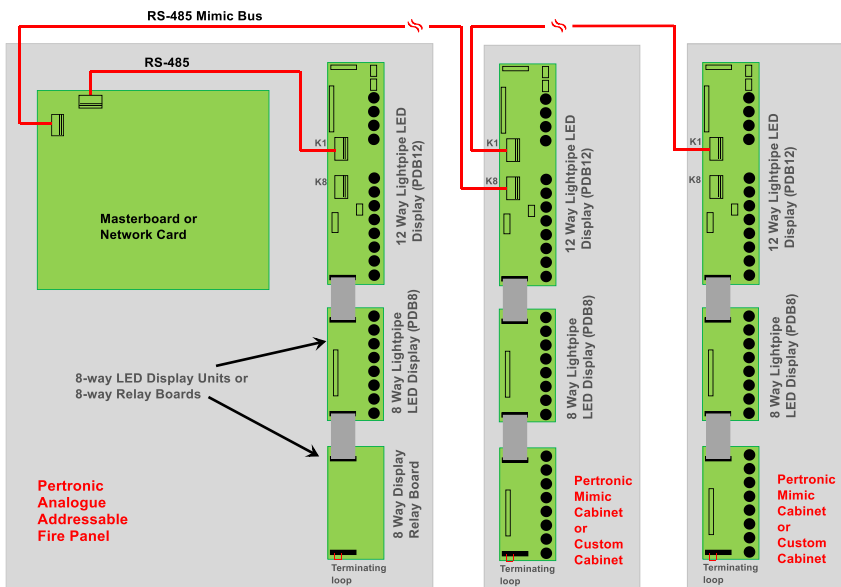 RS-485 Mimic Bus
RS-485
Masterboard or
Network Card
K1
K8
12 Way Lightpipe LED
Display (PDB12)
8 Way Lightpipe
LED Display (PDB8)
8-way LED Display Units or
8-way Relay Boards
8 Way Display
Relay Board
Pertronic
Analogue
Addressable
Fire Panel
Terminating
loop
K1
K8
12 Way Lightpipe LED
Display (PDB12)
8 Way Lightpipe
LED Display (PDB8)
Pertronic
Mimic
Cabinet
or
Custom
Cabinet
Terminating
loop
K1
K8
12 Way Lightpipe LED
Display (PDB12)
8 Way Lightpipe
LED Display (PDB8)
Pertronic
Mimic
Cabinet
or
Custom
Cabinet
Terminating
loop